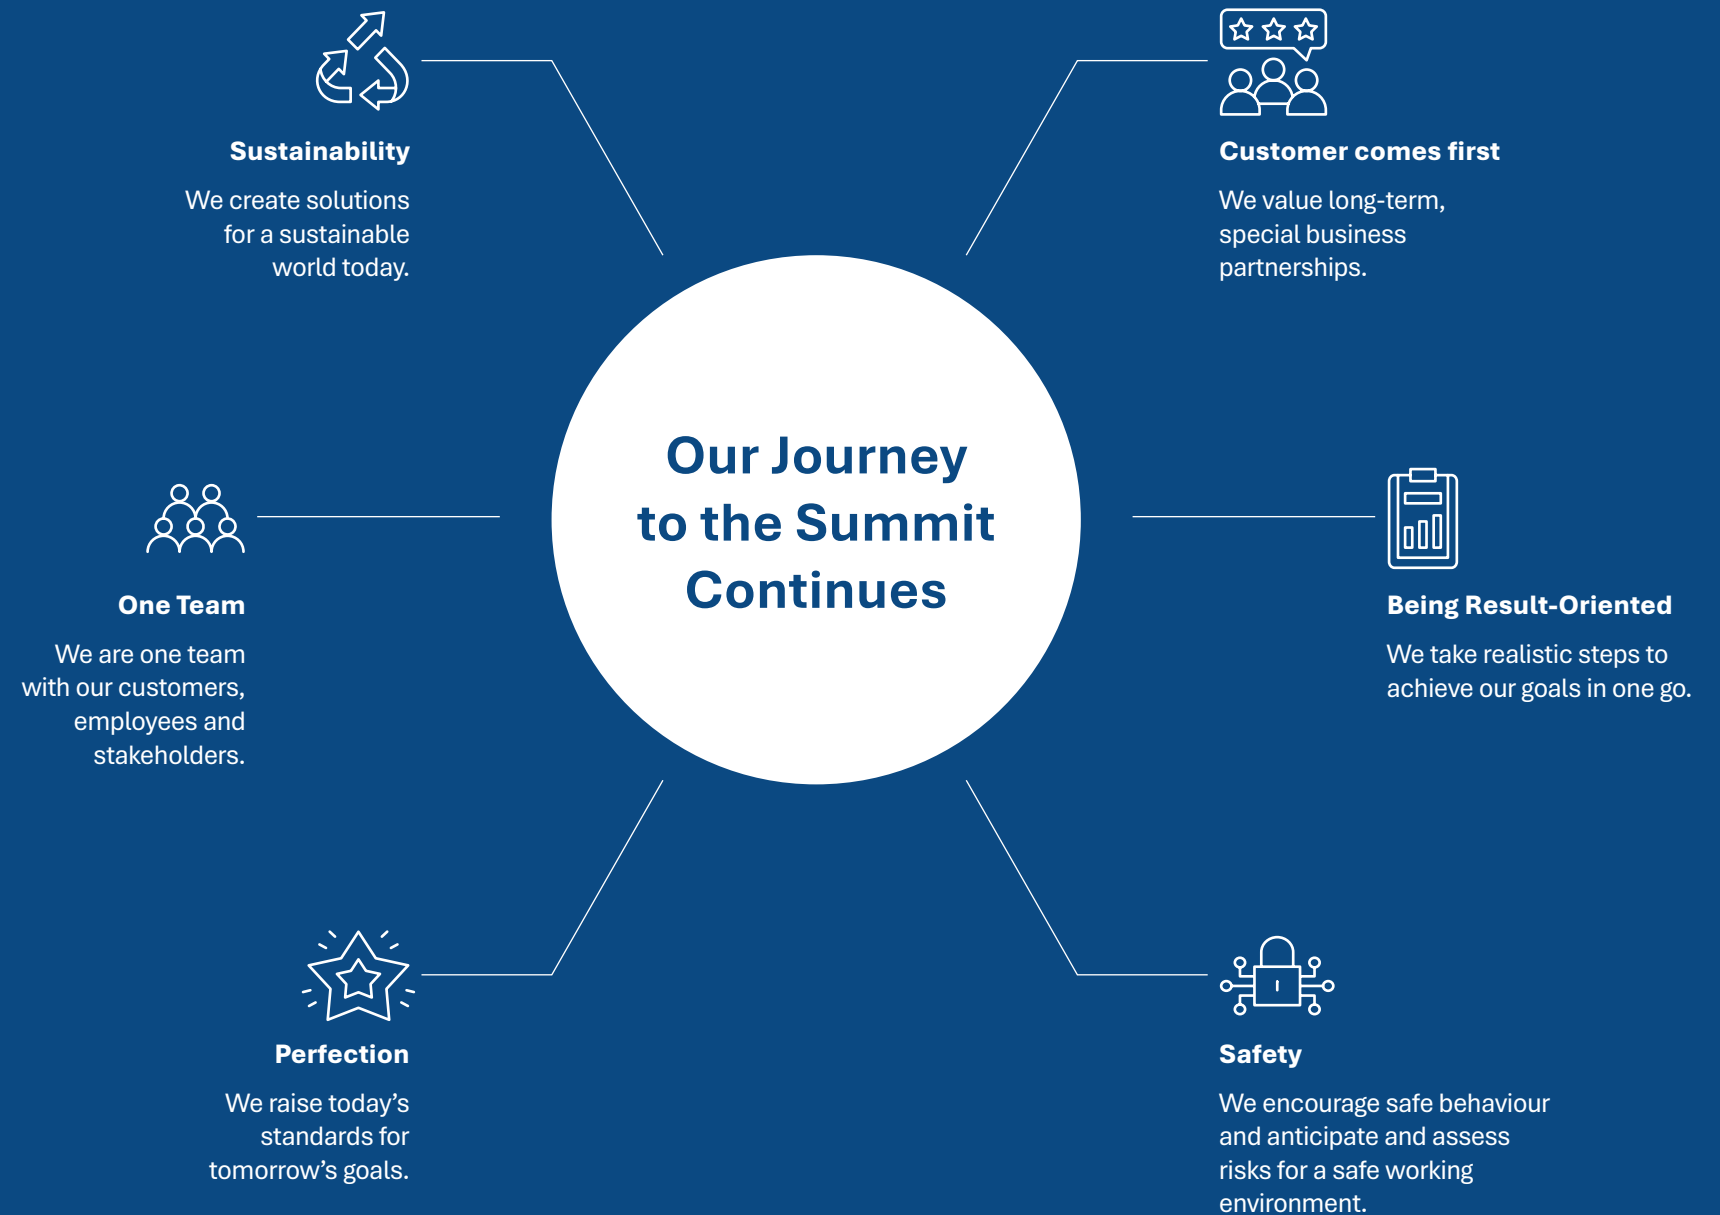 Sustainability
We create solutions
for a sustainable
world today.
Customer comes first
We value long-term,
special business
partnerships.
Our Journey
to the Summit
Continues
One Team
We are one team
with our customers,
employees and
stakeholders.
Being Result-Oriented
We take realistic steps to
achieve our goals in one go.
Perfection
We raise today’s
standards for
tomorrow’s goals.
Safety
We encourage safe behaviour
and anticipate and assess
risks for a safe working
environment.